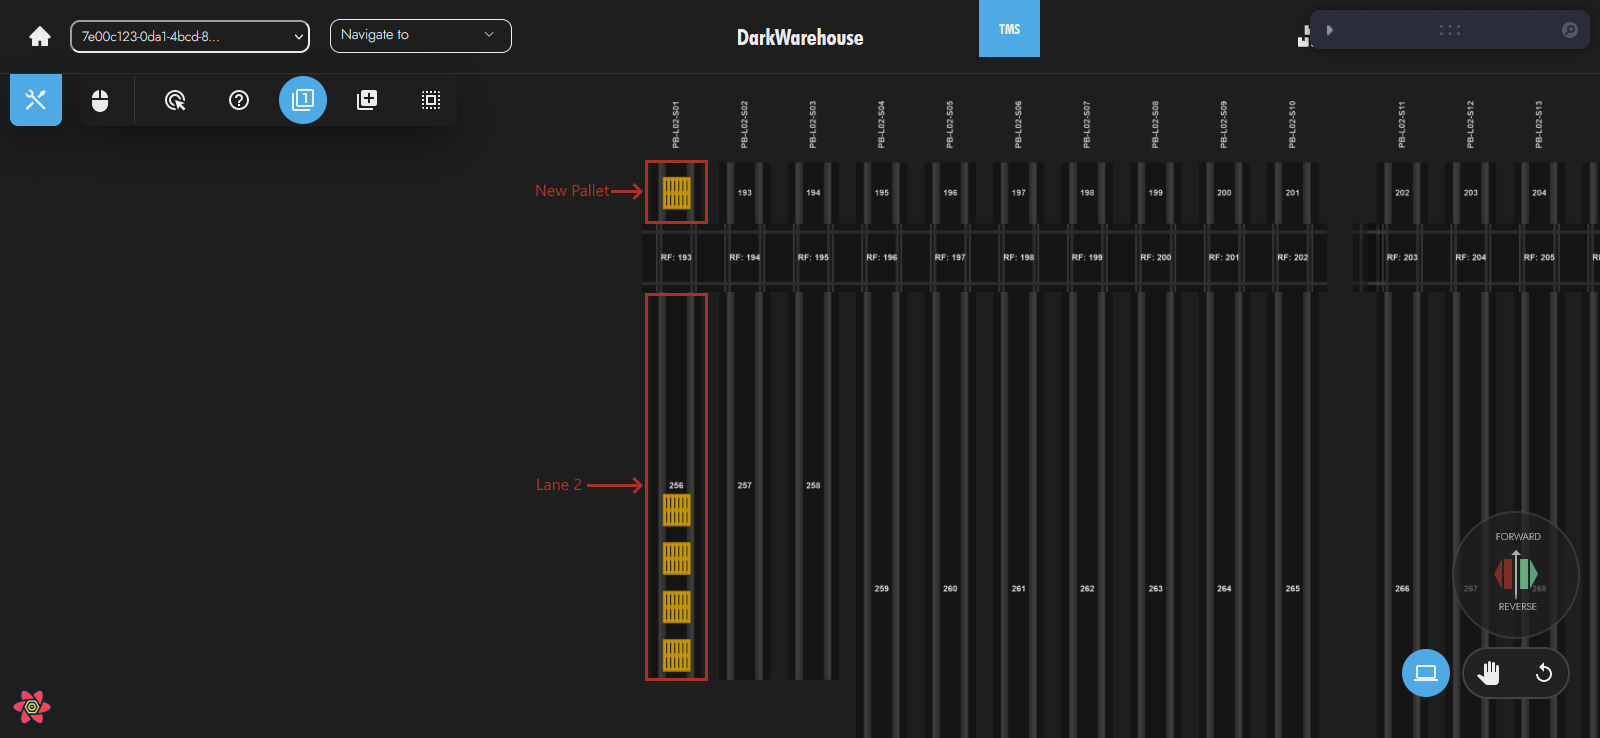 7e00c123-0da1-4bcd-8...
Navigate to
DarkWarehouse
TMS
1
PB-L02-S01
PB-L02-S02
PB-L02-S03
PB-L02-S04
PB-L02-S05
PB-L02-S06
PB-L02-S07
PB-L02-S08
PB-L02-S09
PB-L02-S10
PB-L02-S11
PB-L02-S12
PB-L02-S13
New Pallet
193
194
195
196
197
198
199
200
201
202
203
204
RF: 193
RF: 194
RF: 195
RF: 196
RF: 197
RF: 198
RF: 199
RF: 200
RF: 201
RF: 202
RF: 203
RF: 204
RF: 205
Lane 2
256
257
258
FORWARD
259
260
261
262
263
264
265
266
267
268
REVERSE